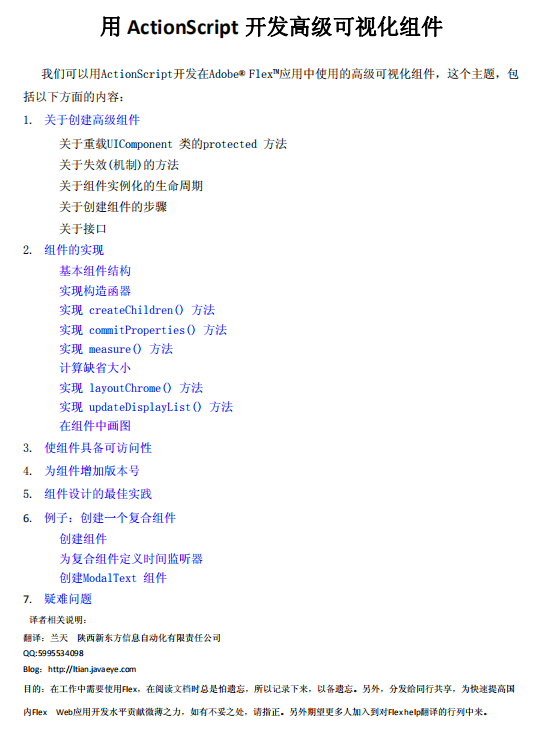 用 ActionScript 开发高级可视化组件
我们可以用ActionScript开发在Adobe® Flex™应用中使用的高级可视化组件，这个主题，包
括以下方面的内容：
1. 关于创建高级组件
关于重载UIComponent 类的protected 方法
关于失效(机制)的方法
关于组件实例化的生命周期
关于创建组件的步骤
关于接口
2. 组件的实现
基本组件结构
实现构造函器
实现 createChildren() 方法
实现 commitProperties() 方法
实现 measure() 方法
计算缺省大小
实现 layoutChrome() 方法
实现 updateDisplayList() 方法
在组件中画图
3. 使组件具备可访问性
4. 为组件增加版本号
5. 组件设计的最佳实践
6. 例子：创建一个复合组件
创建组件
为复合组件定义时间监听器
创建ModalText 组件
7. 疑难问题
译者相关说明：
翻译：兰天 陕西新东方信息自动化有限责任公司
QQ:5995534098
Blog：http://ltian.javaeye.com
目的：在工作中需要使用Flex，在阅读文档时总是怕遗忘，所以记录下来，以备遗忘。另外，分发给同行共享，为快速提高国
内Flex Web应用开发水平贡献微薄之力，如有不妥之处，请指正。另外期望更多人加入到对Flexhelp翻译的行列中来。